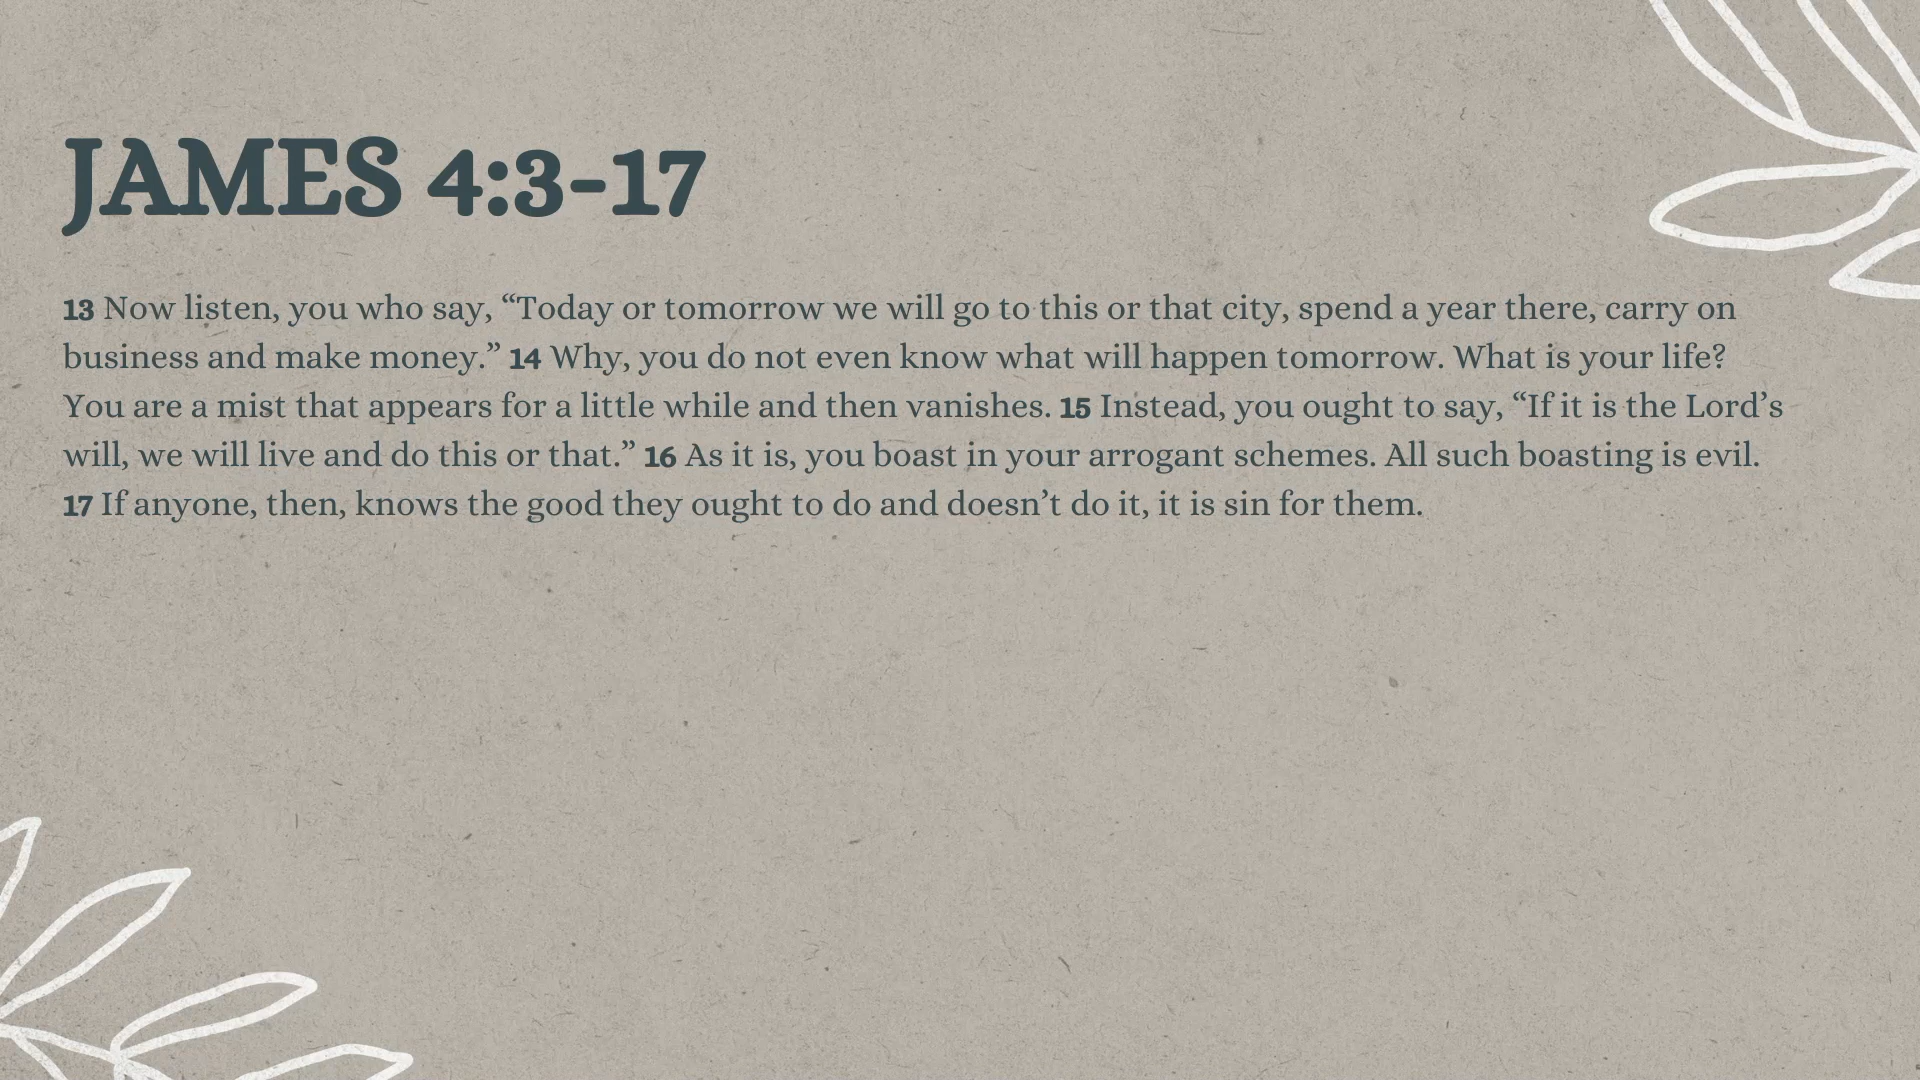 JAMES 4:3-17
13 Now listen, you who say, “Today or tomorrow we will go to this or that city, spend a year there, carry on
business and make money.” 14 Why, you do not even know what will happen tomorrow. What is your life?
You are a mist that appears for a little while and then vanishes. 15 Instead, you ought to say, “If it is the Lord’s
will, we will live and do this or that.” 16 As it is, you boast in your arrogant schemes. All such boasting is evil.
17 If anyone, then, knows the good they ought to do and doesn’t do it, it is sin for them.